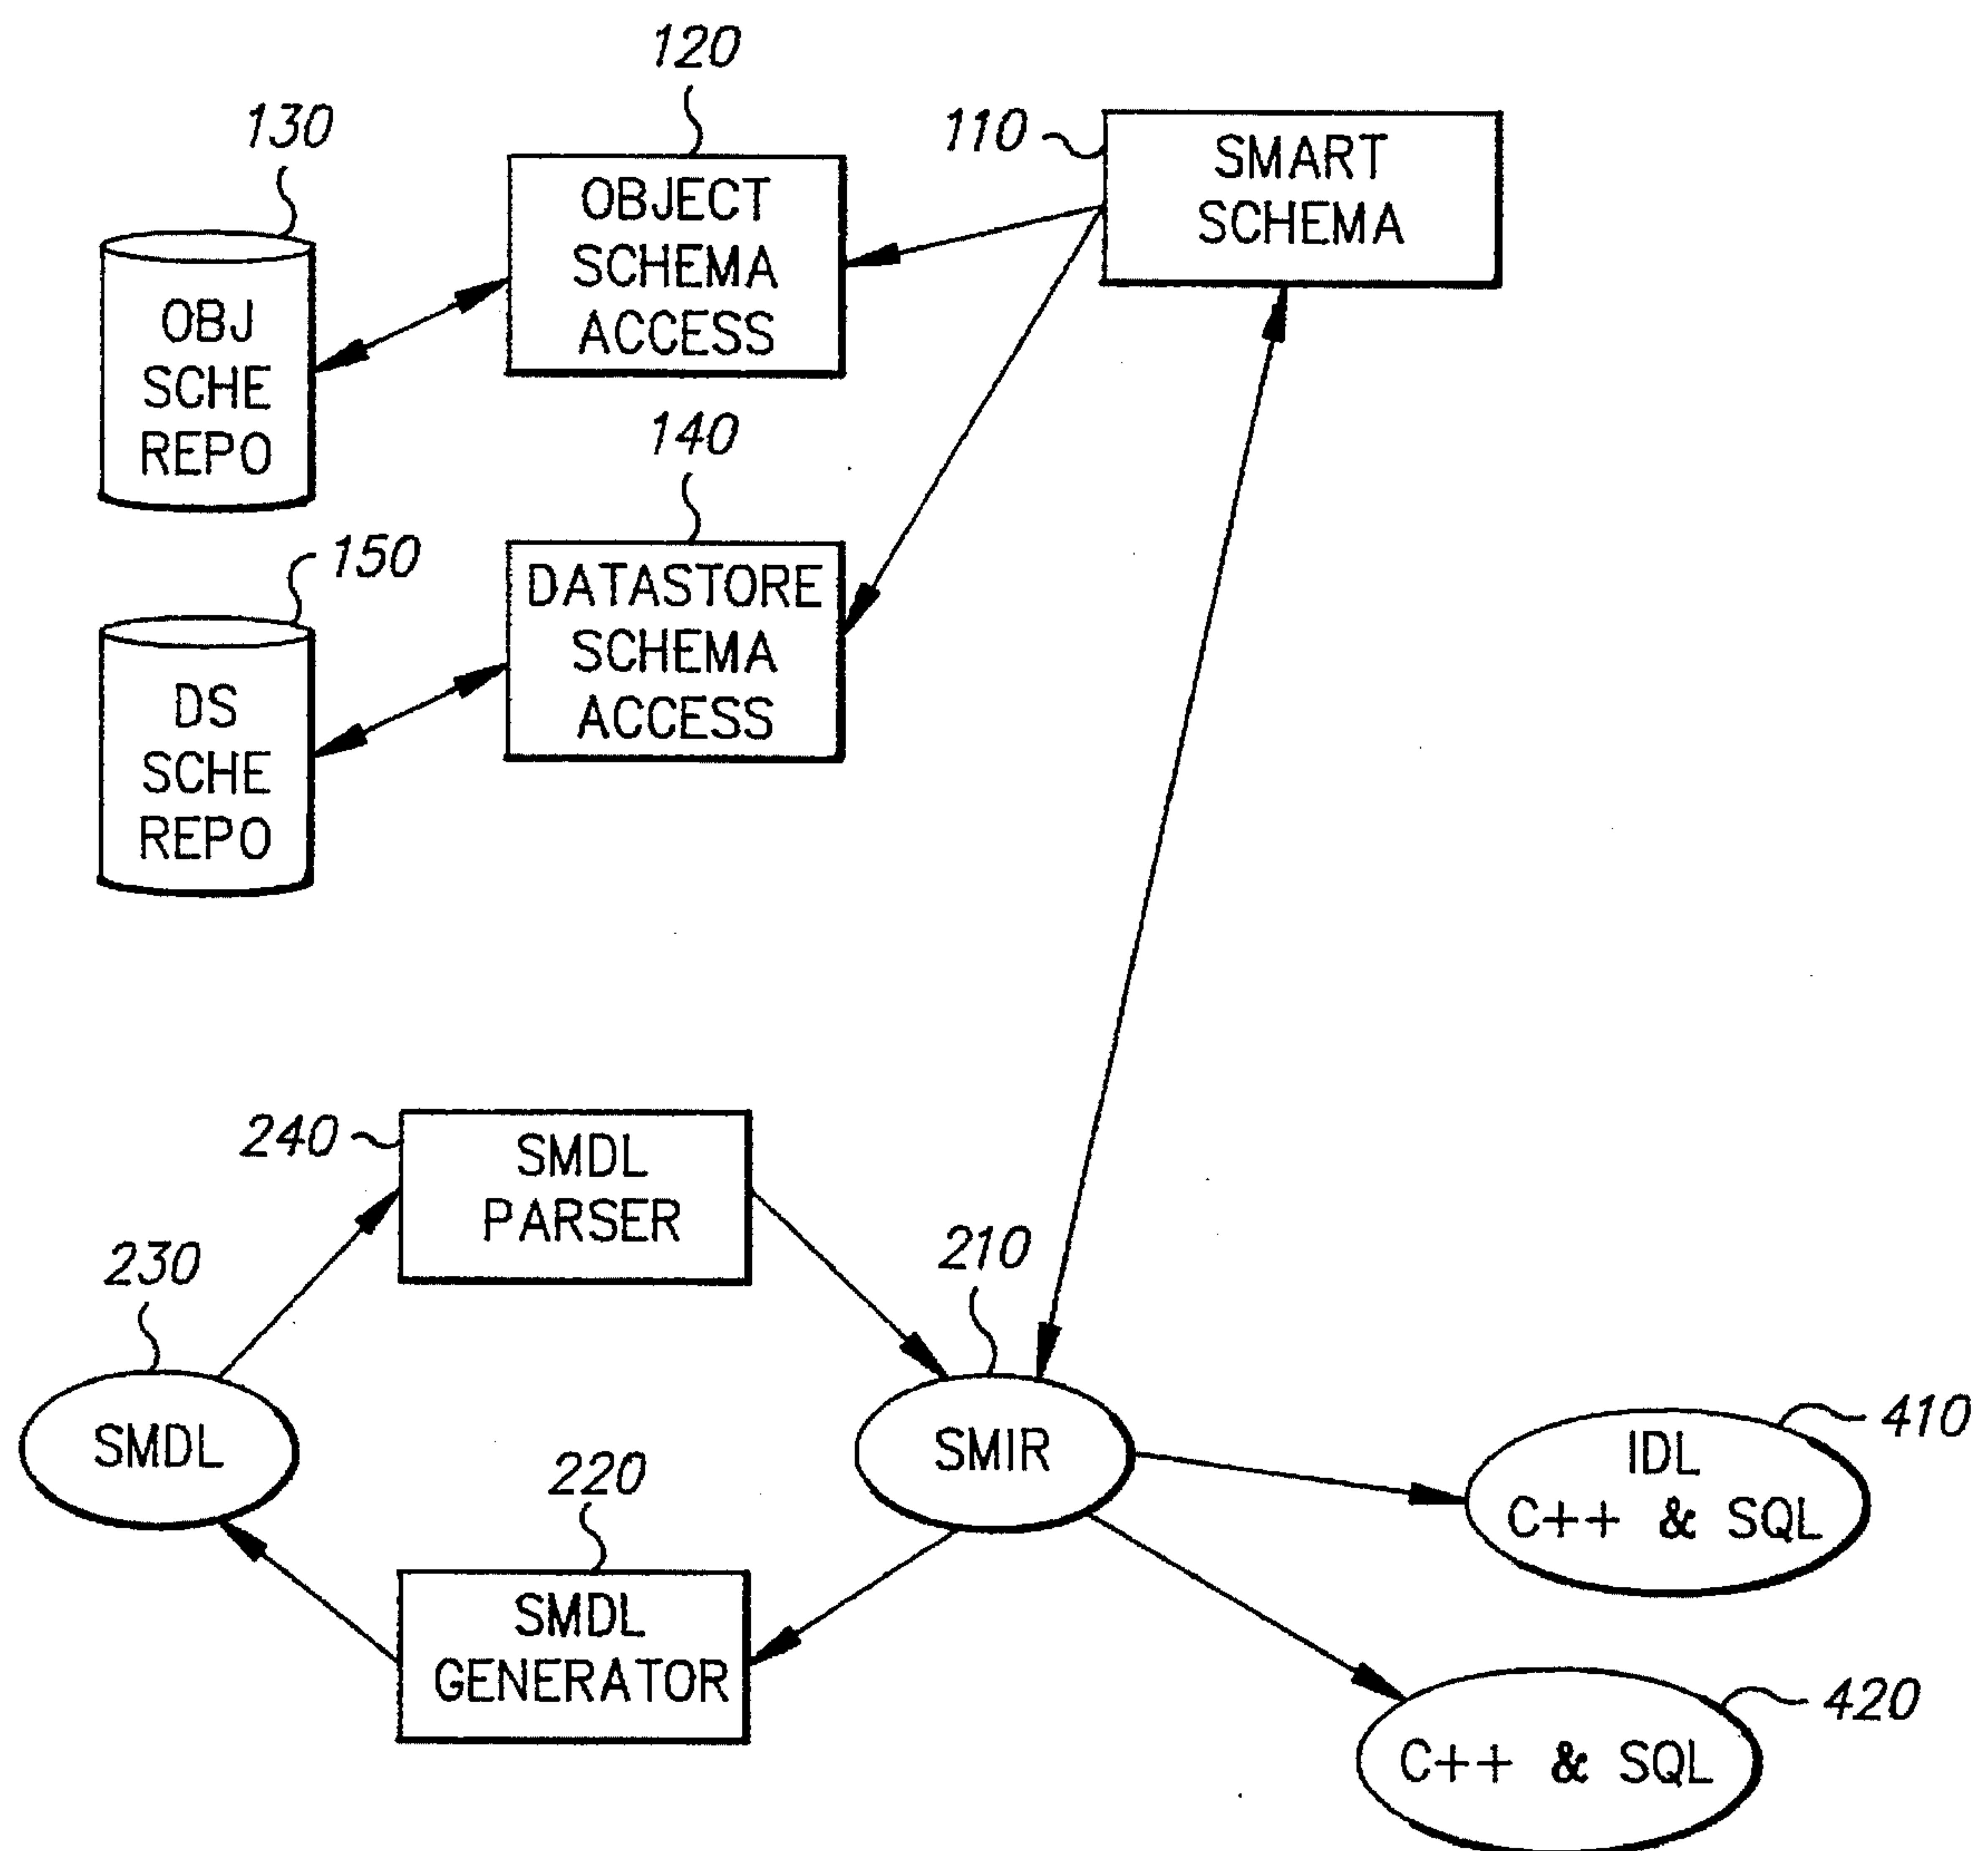 120
130
110
SMART
SCHEMA
OBJECT
SCHEMA
ACCESS
OBJ
SCHE
REPO
140
150
DATASTORE
SCHEMA
ACCESS
DS
SCHE
REPO
240
SMDL
PARSER
230
210
SMDL
SMIR
410
IDL
C++ & SQL
220
SMDL
GENERATOR
420
C++ & SQL